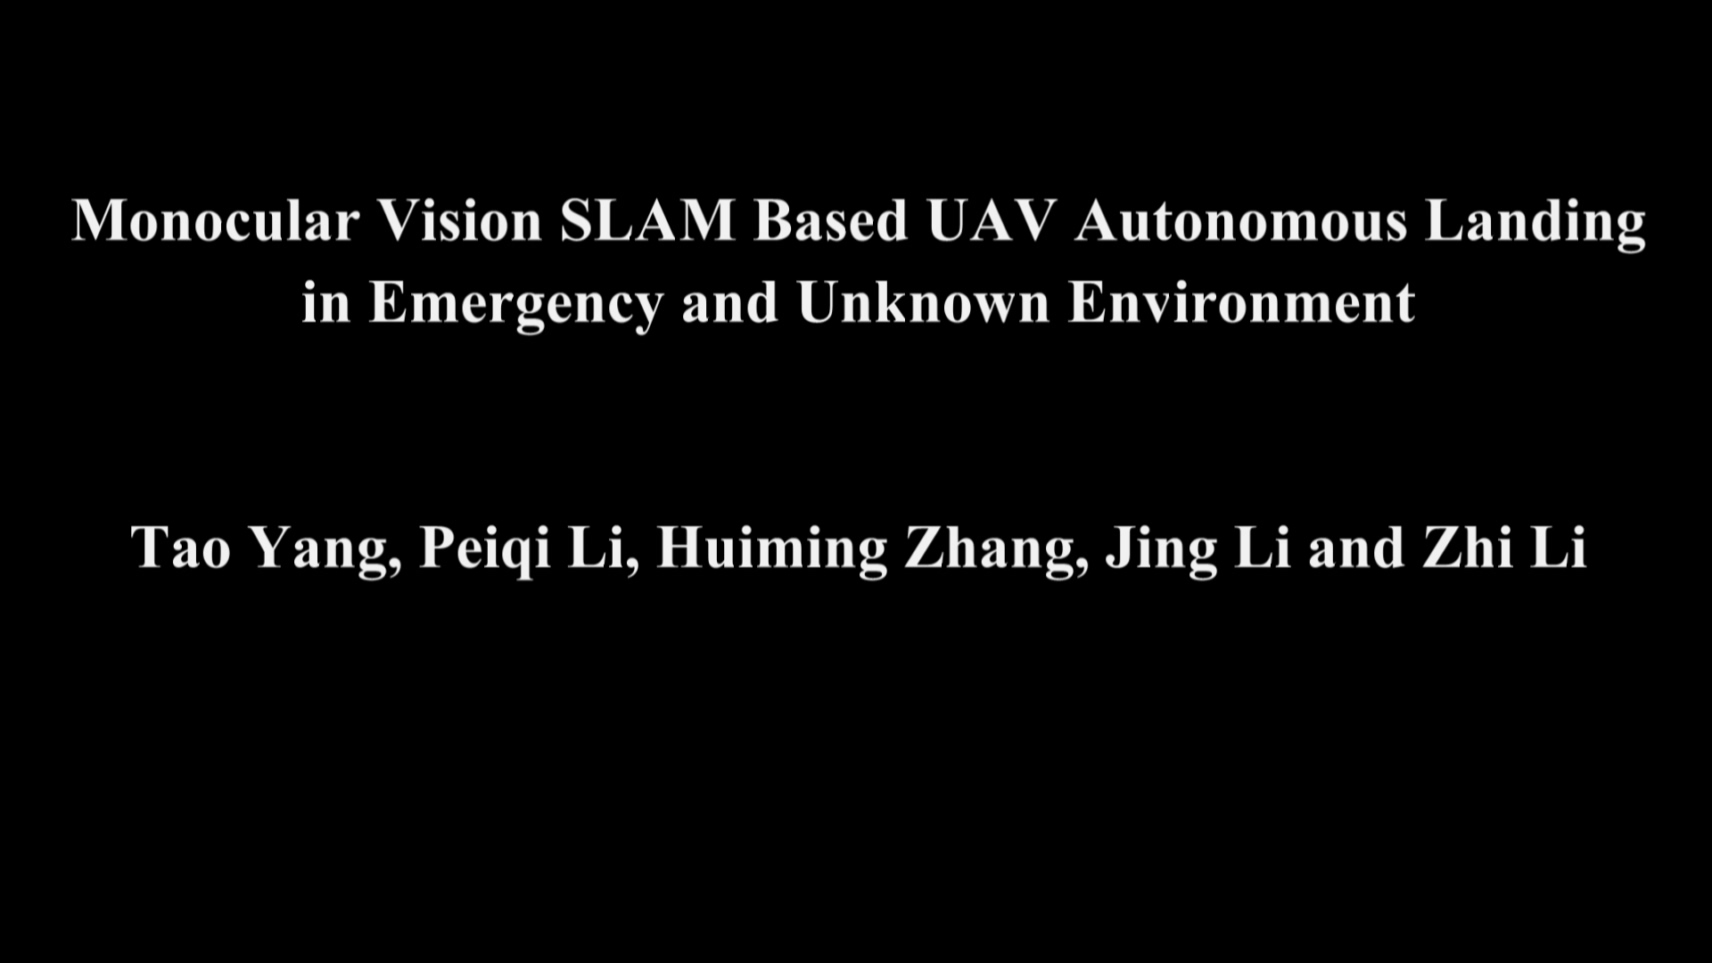 Monocular Vision SLAM Based UAV Autonomous Landing
in Emergency and Unknown Environment
Tao Yang, Peiqi Li, Huiming Zhang, Jing Li and Zhi Li